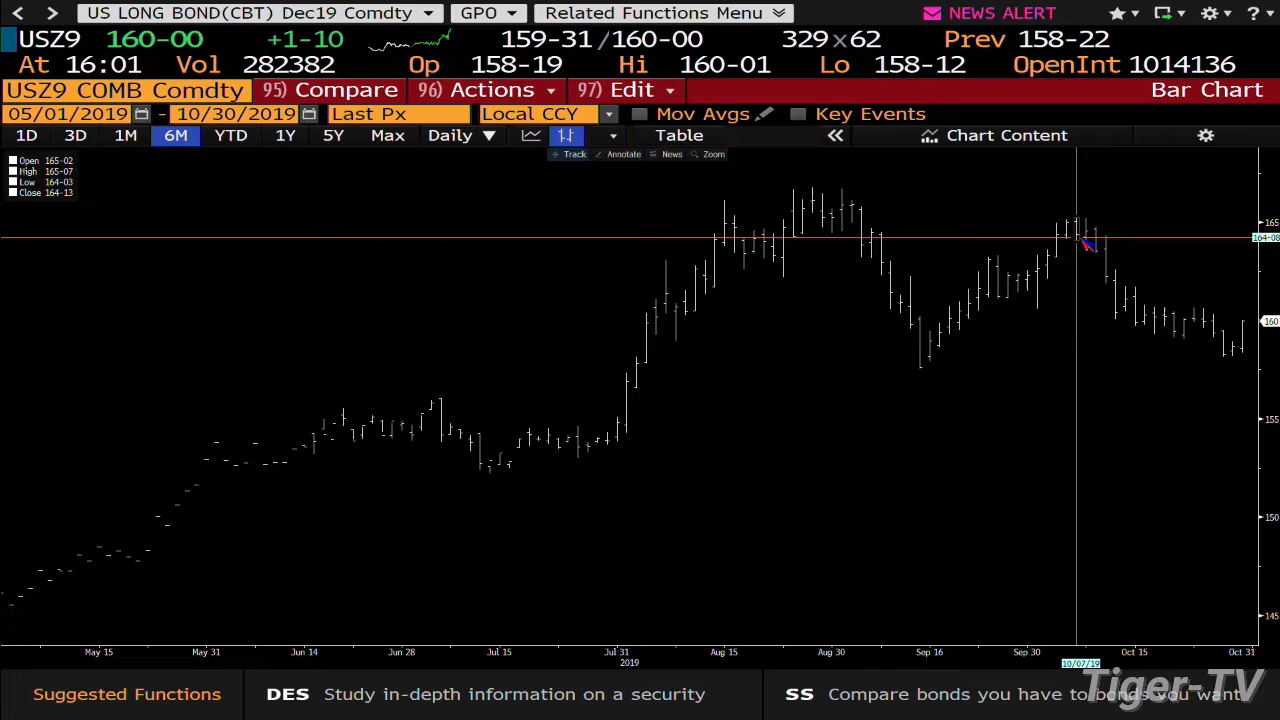 US LONG BOND(CBT) Dec19 Comdty GPO Related Functions Menu NEWS ALERT ?
USZ9 160-00 +1-10 159-31/160-00 329x62 Prev 158-22
At 16:01 Vol 282382 Op 158-19 Hi 160-01 Lo 158-12 OpenInt 1014136
USZ9 COMB Comdty 95) Compare 96) Actions 97) Edit Bar Chart
05/01/2019 - 10/30/2019 Last Px Local CCY Mov Avgs Key Events
1D 3D 1M 6M YTD 1Y 5Y Max Daily Table Chart Content
Track Annotate News Zoom
Open 165-02
High 165-07
Low 164-03
Close 164-13
165
164-08
160
155
150
145
May 15 May 31 Jun 14 Jun 28 Jul 15 Jul 31 Aug 15 Aug 30 Sep 16 Sep 30 Oct 15 Oct 31
2019 10/07/19
Suggested Functions DES Study in-depth information on a security SS Compare bonds you have to bonds you want
Tiger-TV